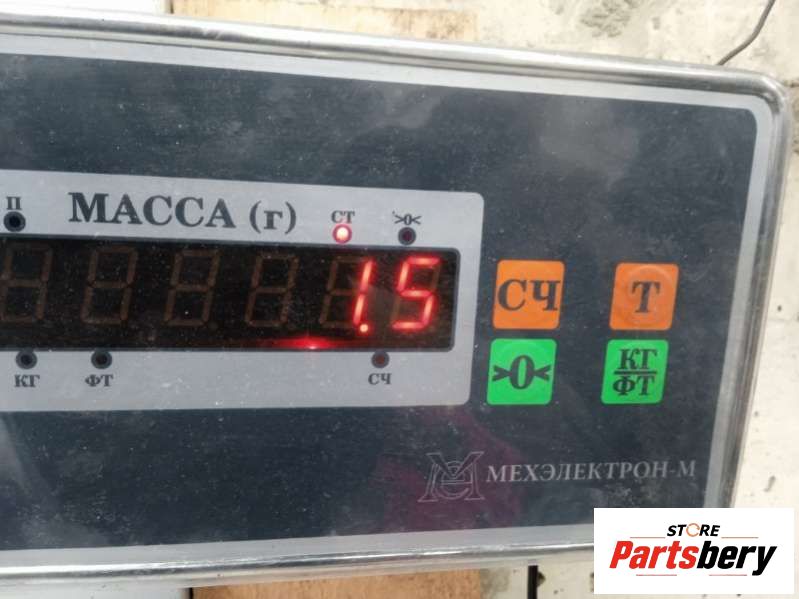 П
МАССА (г)
СТ
>0<
1.5
КГ
ФТ
СЧ
СЧ
Т
>0<
КГ
ФТ
МЕХЭЛЕКТРОН-М
STORE
Partsbery